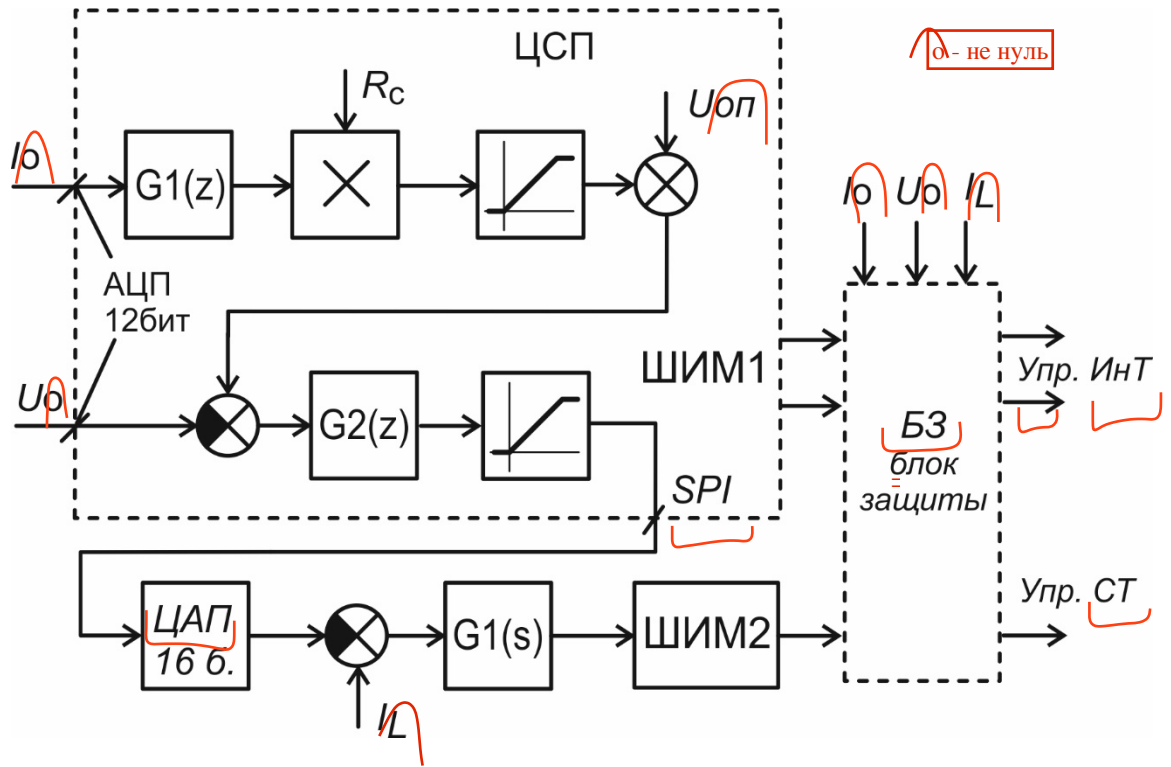 ЦСП
о - не нуль
Rс
Uоп
Iо
G1(z)
Iо Uо IL
АЦП
12бит
ШИМ1
Упр. ИнТ
Uо
G2(z)
БЗ
блок
защиты
SPI
Упр. СТ
ЦАП
16 б.
G1(s)
ШИМ2
IL